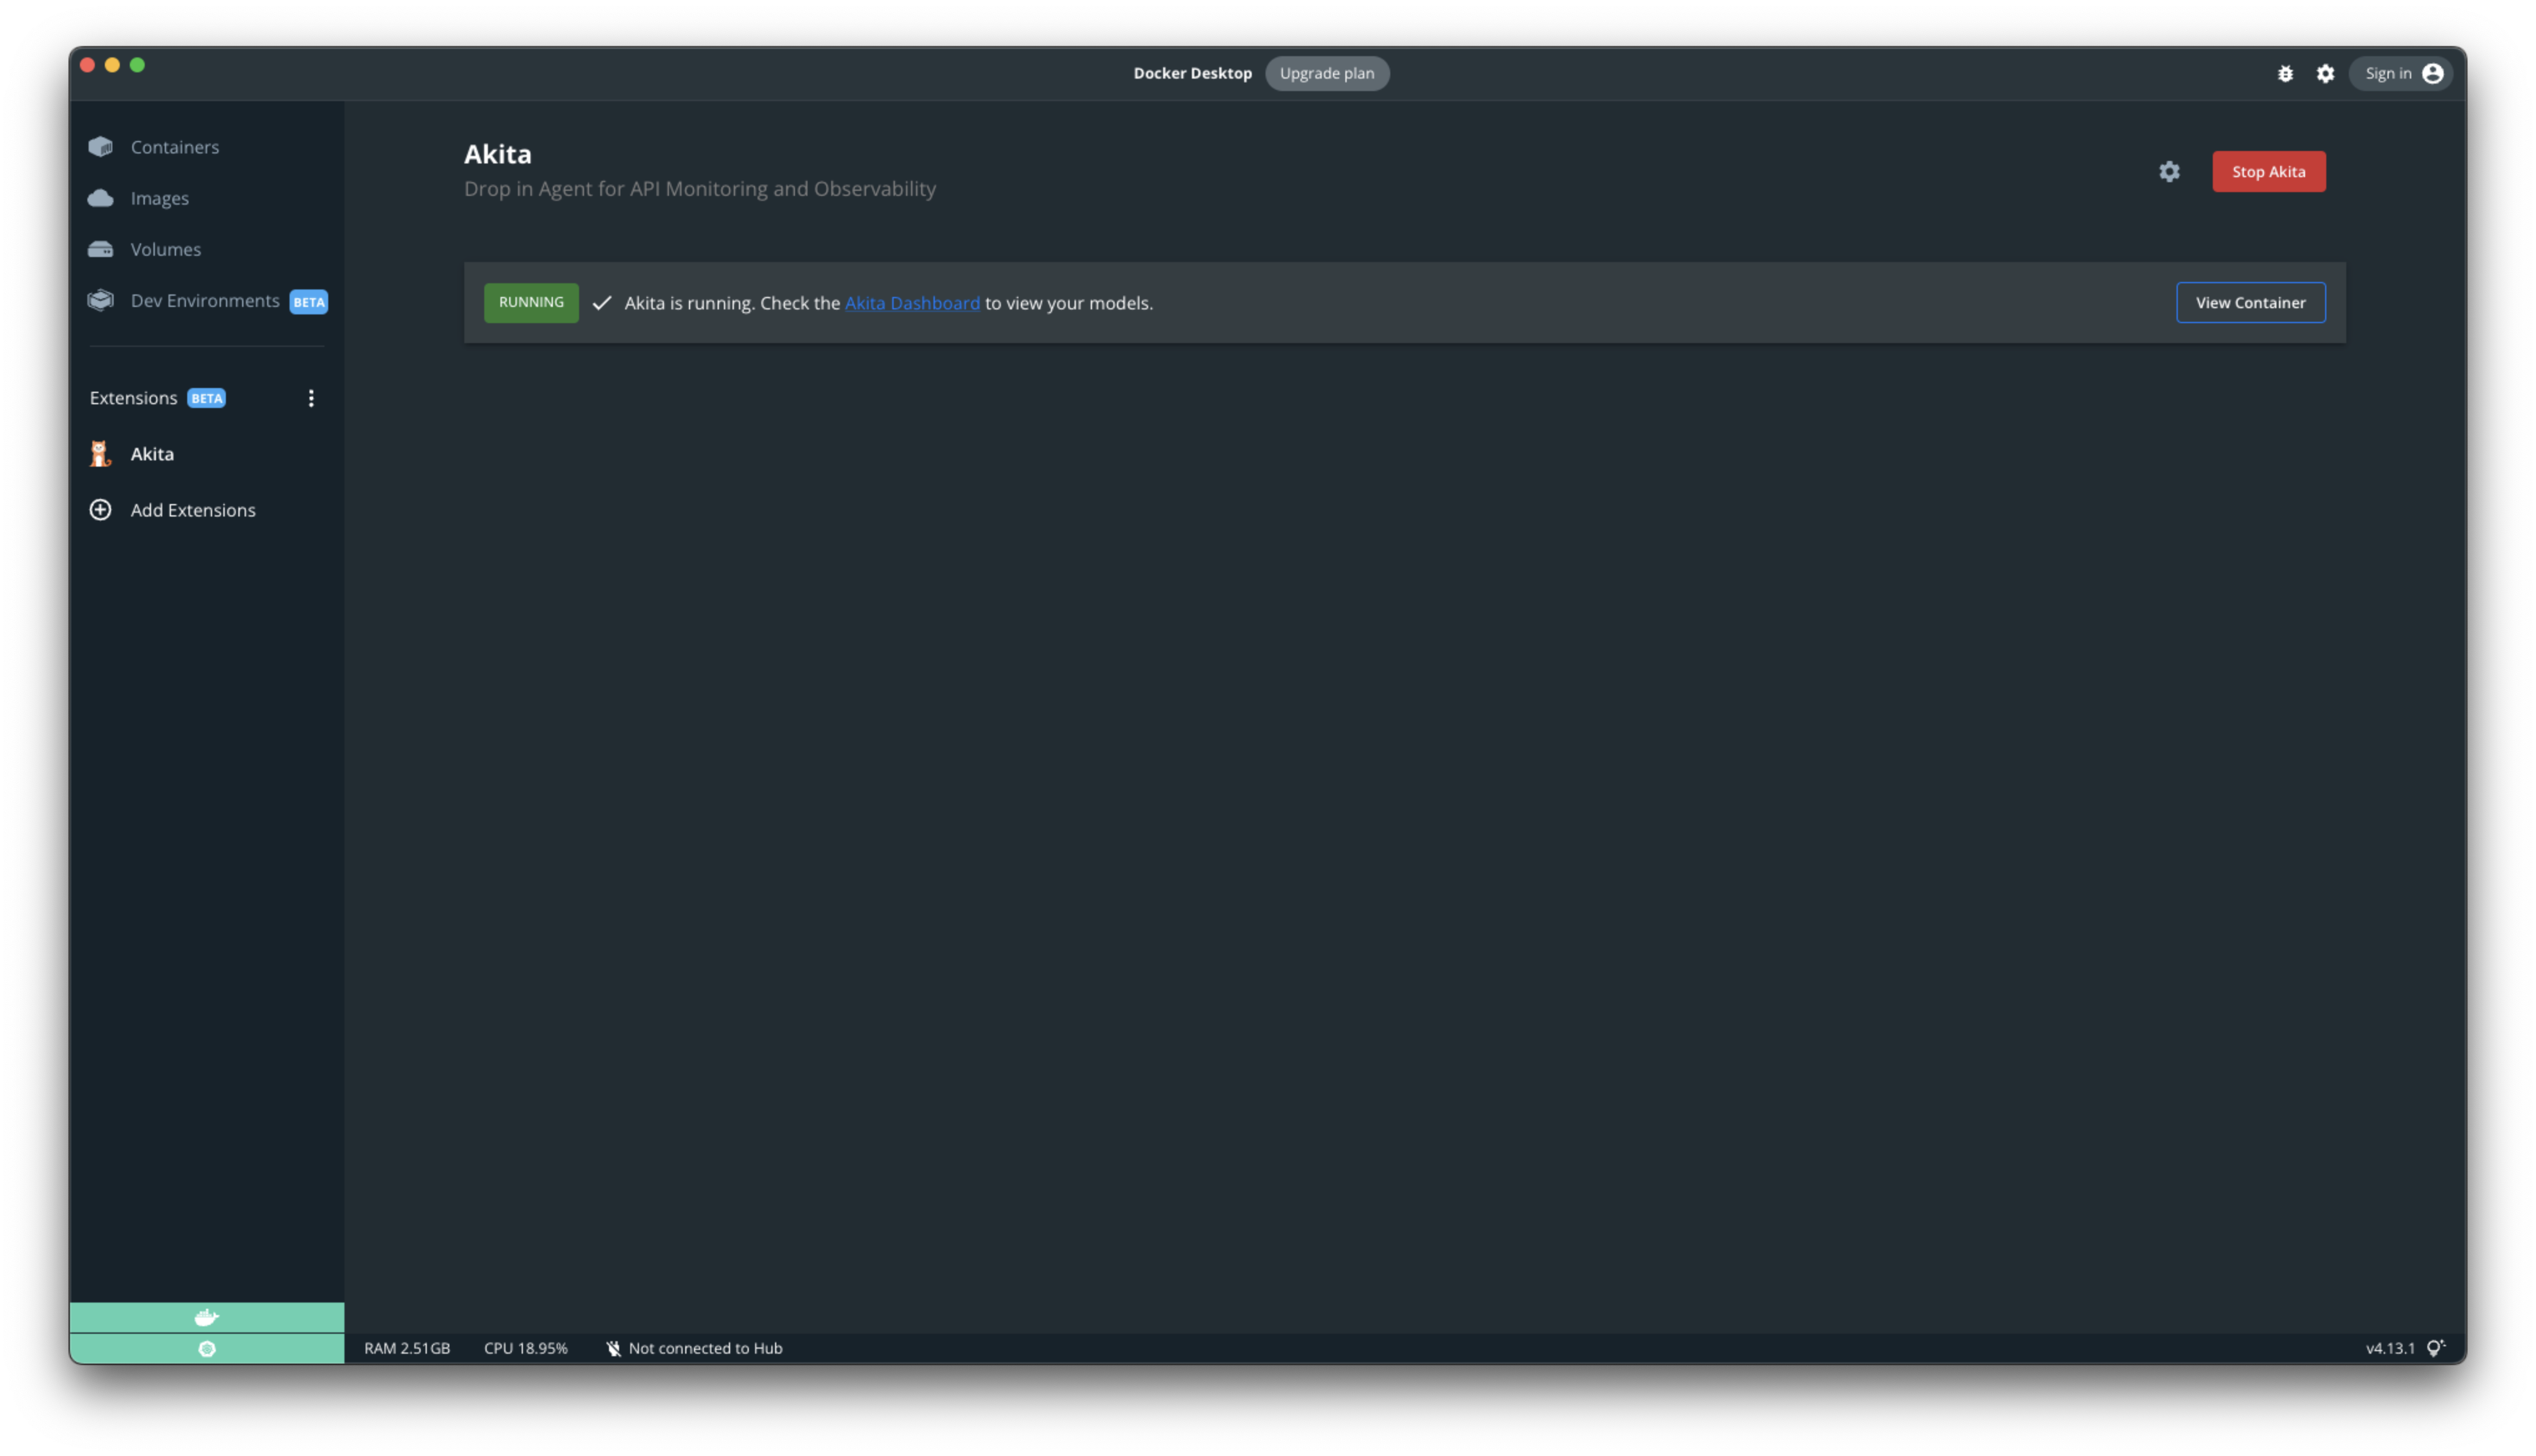 Docker Desktop
Upgrade plan
Sign in
Containers
Images
Volumes
Dev Environments BETA
Extensions BETA
Akita
Add Extensions
Akita
Drop in Agent for API Monitoring and Observability
Stop Akita
RUNNING
Akita is running. Check the Akita Dashboard to view your models.
View Container
RAM 2.51GB
CPU 18.95%
Not connected to Hub
v4.13.1